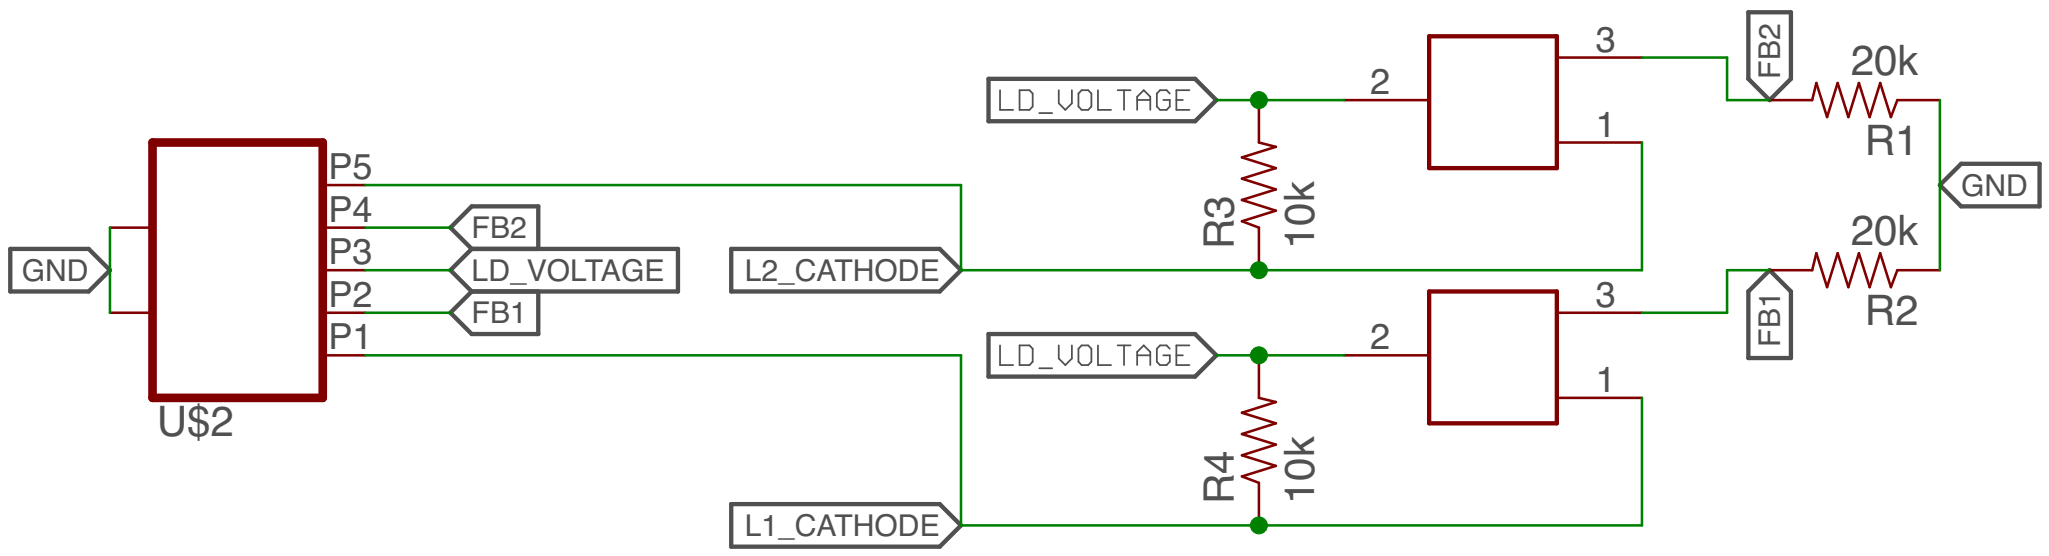 GND
P5
P4
P3
P2
P1
U$2
FB2
LD_VOLTAGE
FB1
L2_CATHODE
L1_CATHODE
LD_VOLTAGE
R3
10k
2
3
1
FB2
20k
R1
GND
LD_VOLTAGE
R4
10k
2
3
1
FB1
20k
R2